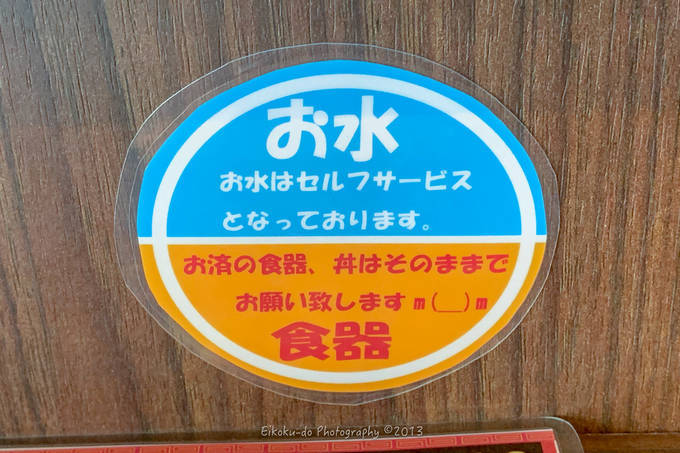 お水
お水はセルフサービス
となっております。
お済の食器、丼はそのままで
お願い致しますm(__)m
食器
Eikoku-do Photography ©2013